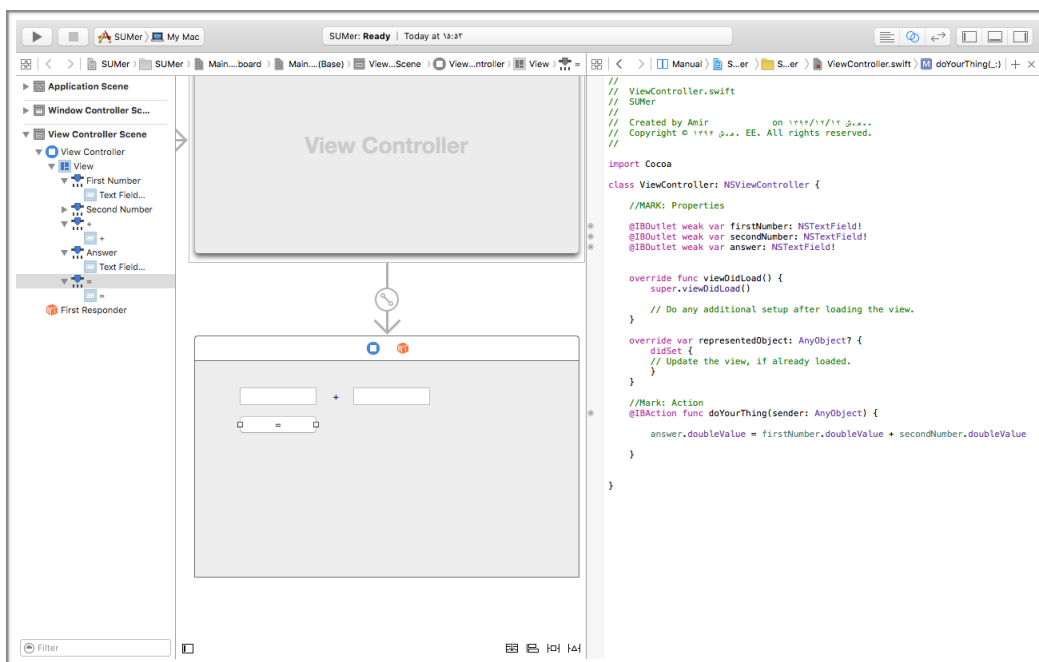 SUMer 〉 My Mac
SUMer: Ready | Today at ۱۵:۵۲
SUMer 〉 SUMer 〉 Main....board 〉 Main....(Base) 〉 View...Scene 〉 View...ntroller 〉 View 〉 =
Manual 〉 S...er 〉 S...er 〉 ViewController.swift 〉 M doYourThing(_:)
Application Scene
Window Controller Sc...
View Controller Scene
View Controller
View
First Number
Text Field...
Second Number
+
+
Answer
Text Field...
=
=
First Responder
Filter
View Controller
+
=
//
// ViewController.swift
// SUMer
//
// Created by Amir on ۱۳۹۴/۱۲/۱۲ ه.ش..
// Copyright © ۱۳۹۴ ه.ش. EE. All rights reserved.
//
import Cocoa
class ViewController: NSViewController {
//MARK: Properties
@IBOutlet weak var firstNumber: NSTextField!
@IBOutlet weak var secondNumber: NSTextField!
@IBOutlet weak var answer: NSTextField!
override func viewDidLoad() {
super.viewDidLoad()
// Do any additional setup after loading the view.
}
override var representedObject: AnyObject? {
didSet {
// Update the view, if already loaded.
}
}
//Mark: Action
@IBAction func doYourThing(sender: AnyObject) {
answer.doubleValue = firstNumber.doubleValue + secondNumber.doubleValue
}
}